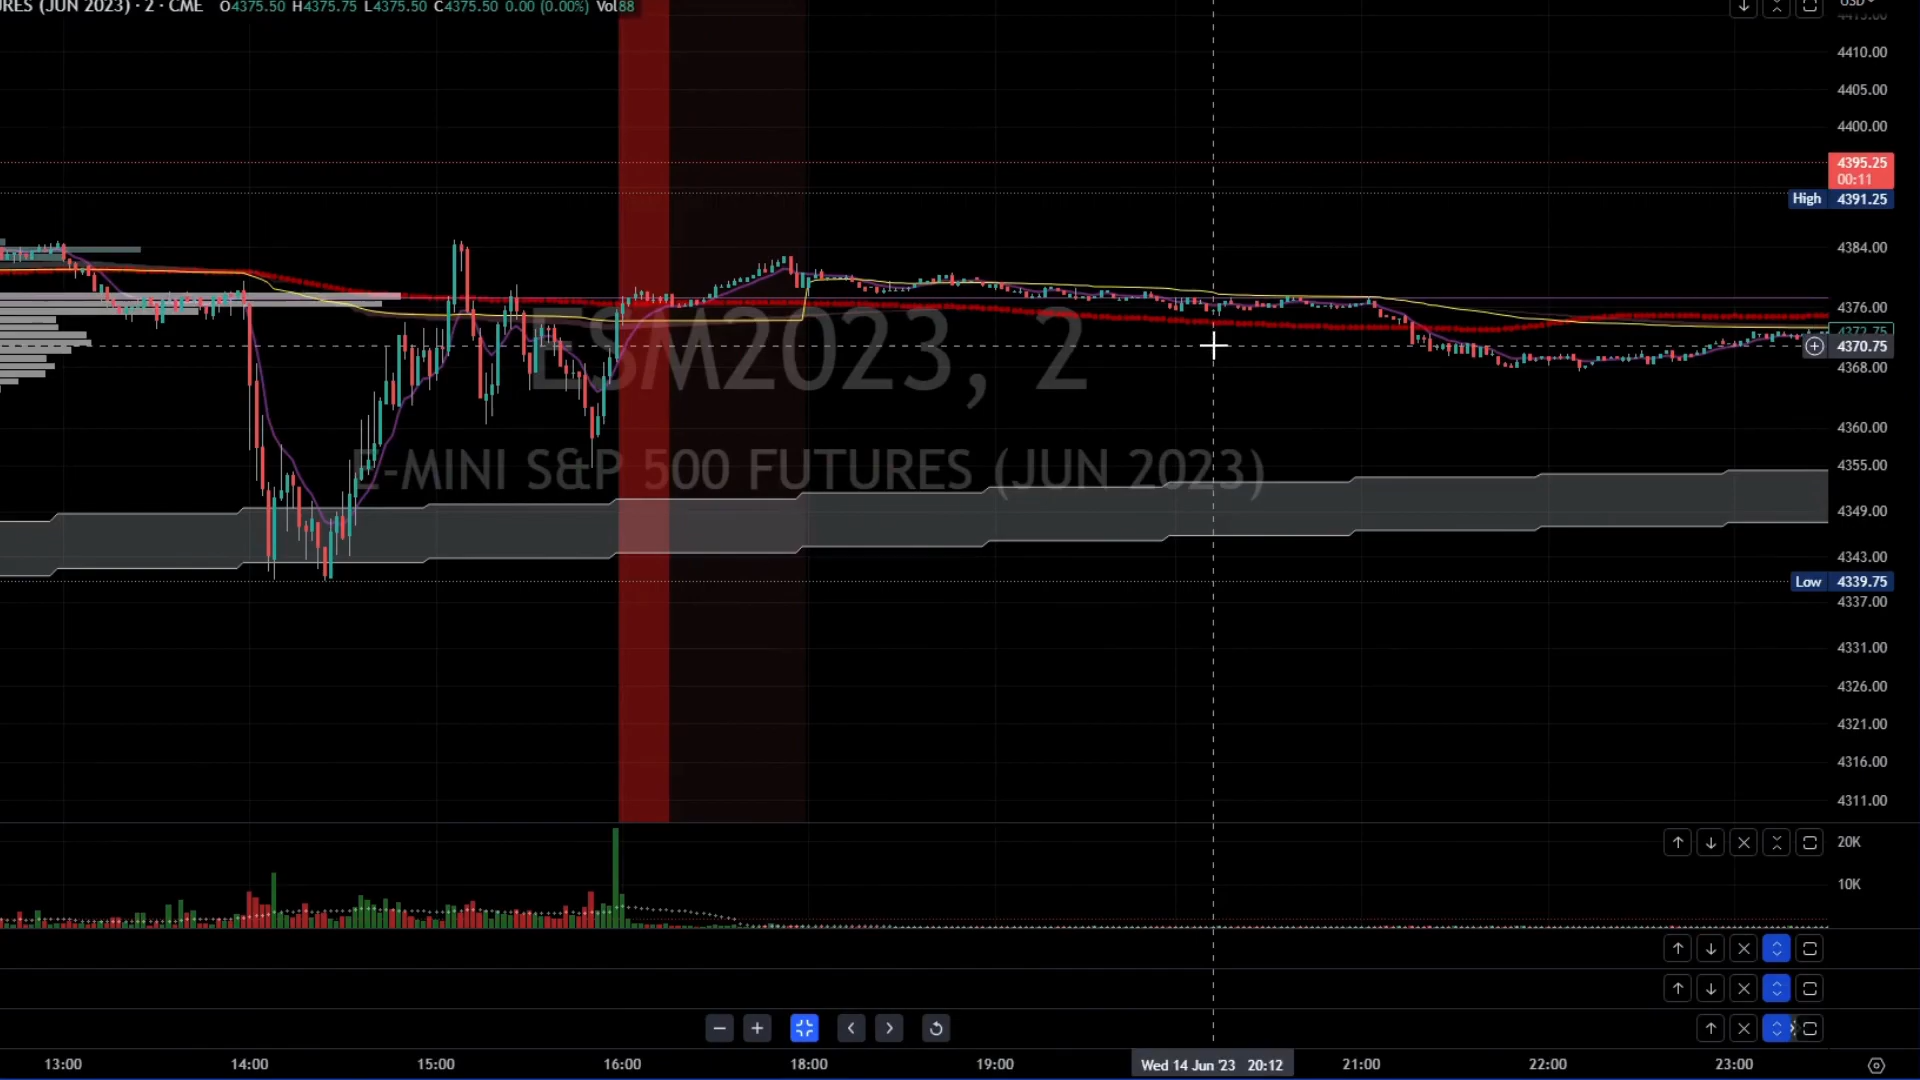 RES (JUN 2023) · 2 · CME O4375.50 H4375.75 L4375.50 C4375.50 0.00 (0.00%) Vol88
USD
4415.00
4410.00
4405.00
4400.00
4395.25
00:11
High 4391.25
4384.00
4376.00
4370.75
4368.00
4360.00
4355.00
4349.00
4343.00
Low 4339.75
4337.00
4331.00
4326.00
4321.00
4316.00
4311.00
ESM2023, 2
E-MINI S&P 500 FUTURES (JUN 2023)
20K
10K
13:00 14:00 15:00 16:00 18:00 19:00 Wed 14 Jun '23 20:12 21:00 22:00 23:00